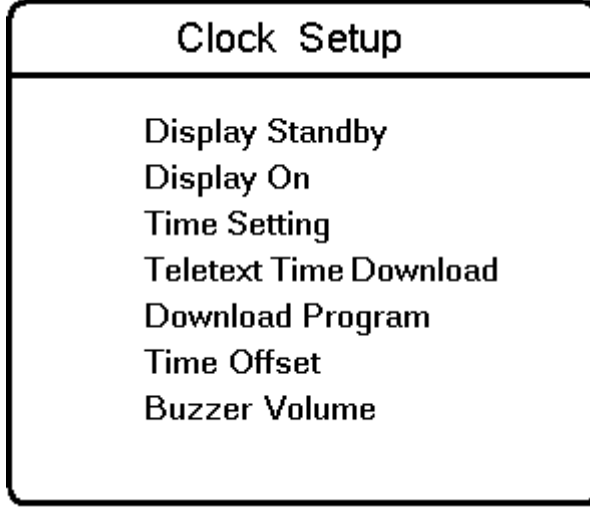 Clock Setup
Display Standby
Display On
Time Setting
Teletext Time Download
Download Program
Time Offset
Buzzer Volume